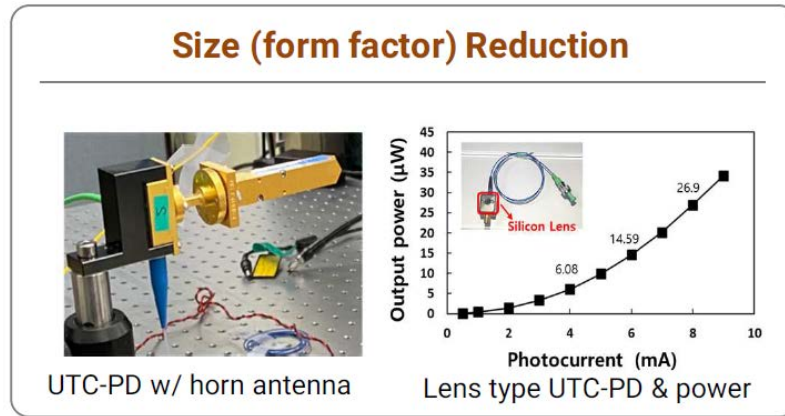 Size (form factor) Reduction
S
UTC-PD w/ horn antenna
Output power (μW)
45
40
35
30
25
20
15
10
5
0
Silicon Lens
6.08
14.59
26.9
0
2
4
6
8
10
Photocurrent (mA)
Lens type UTC-PD & power